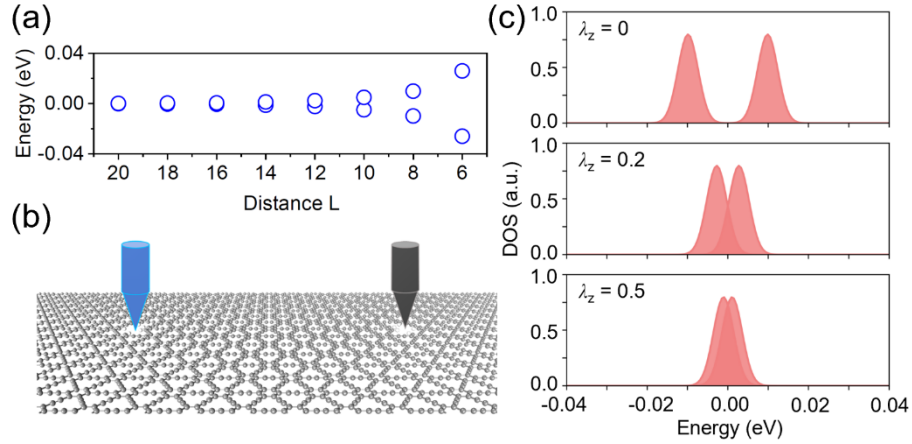 (a)
0.04
0.00
-0.04
Energy (eV)
20 18 16 14 12 10 8 6
Distance L
(b)
(c)
1.0
λz = 0
0.5
0.0
1.0
λz = 0.2
0.5
0.0
1.0
λz = 0.5
0.5
0.0
DOS (a.u.)
-0.04 -0.02 0.00 0.02 0.04
Energy (eV)